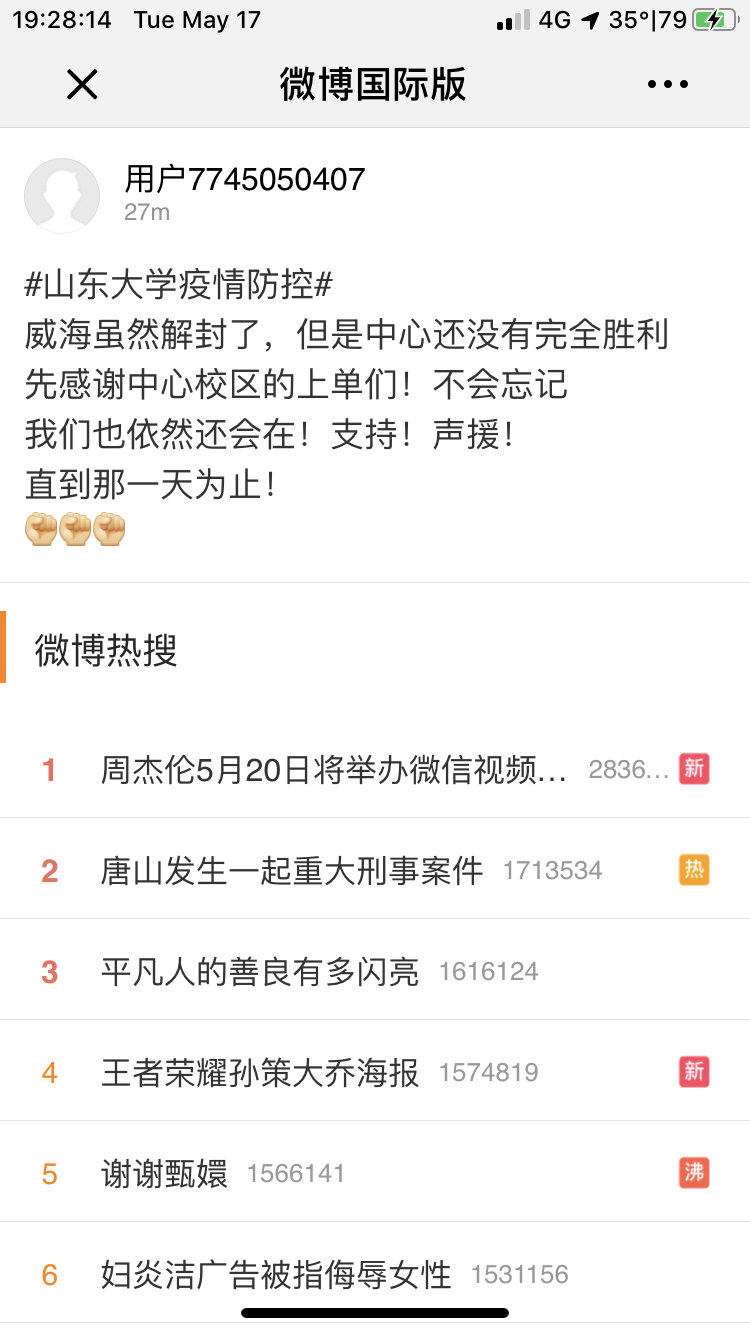 19:28:14 Tue May 17 4G 35°|79
微博国际版
用户7745050407
27m
#山东大学疫情防控#
威海虽然解封了，但是中心还没有完全胜利
先感谢中心校区的上单们！不会忘记
我们也依然还会在！支持！声援！
直到那一天为止！
✊✊✊
微博热搜
1 周杰伦5月20日将举办微信视频... 2836... 新
2 唐山发生一起重大刑事案件 1713534 热
3 平凡人的善良有多闪亮 1616124
4 王者荣耀孙策大乔海报 1574819 新
5 谢谢甄嬛 1566141 沸
6 妇炎洁广告被指侮辱女性 1531156